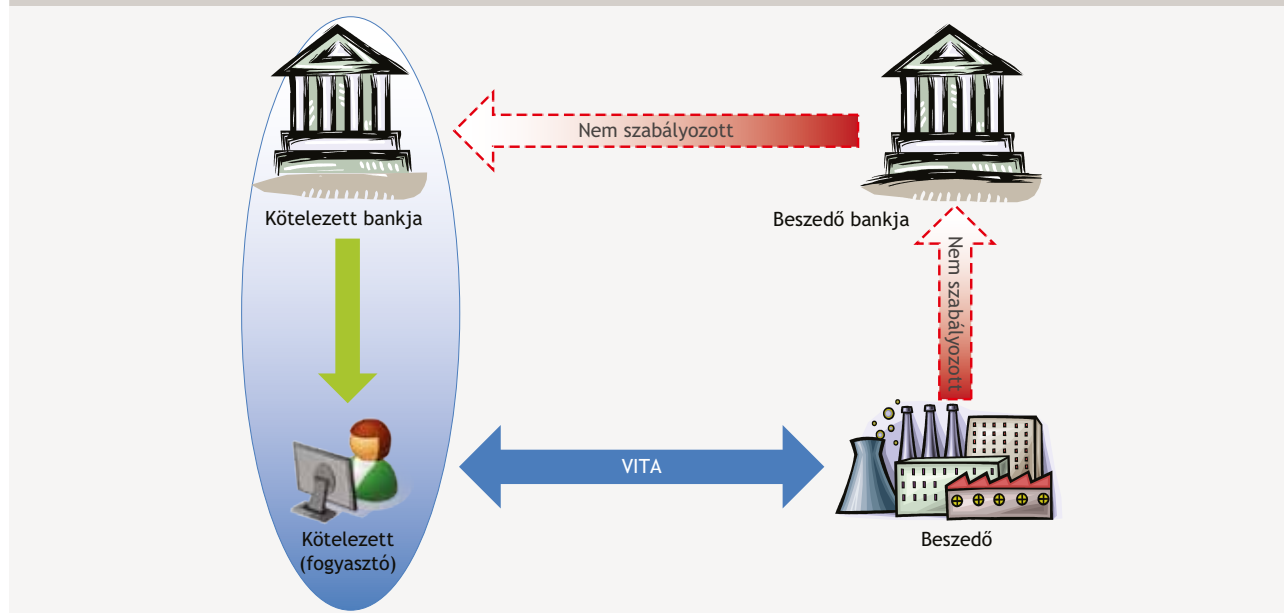 Nem szabályozott
Kötelezett bankja
Beszedő bankja
Nem szabályozott
VITA
Kötelezett
(fogyasztó)
Beszedő